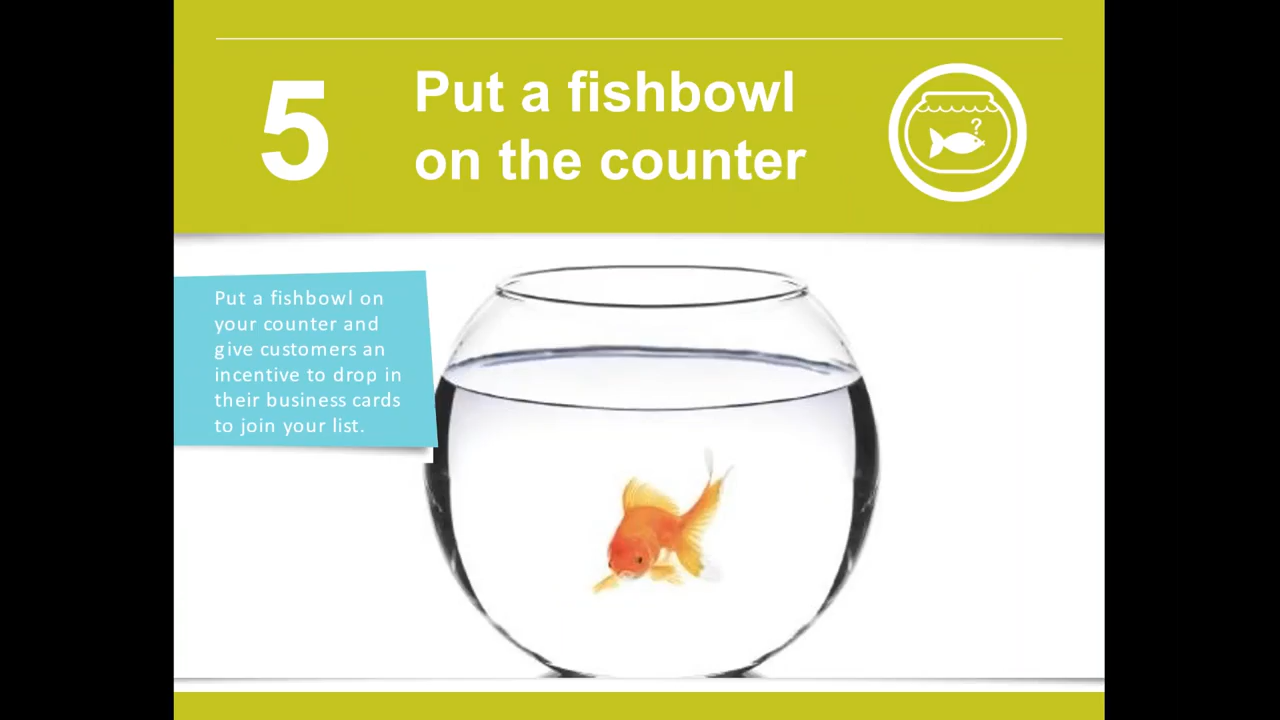 5
Put a fishbowl
on the counter
?
Put a fishbowl on
your counter and
give customers an
incentive to drop in
their business cards
to join your list.